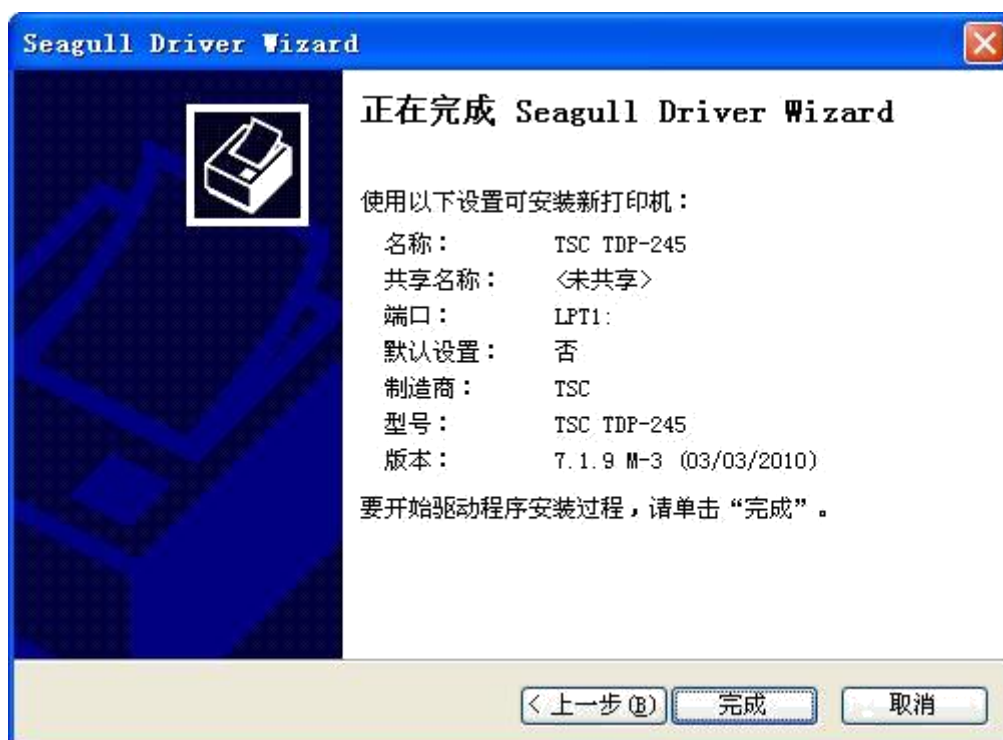 Seagull Driver Wizard
正在完成 Seagull Driver Wizard
使用以下设置可安装新打印机：
名称： TSC TDP-245
共享名称： <未共享>
端口： LPT1:
默认设置： 否
制造商： TSC
型号： TSC TDP-245
版本： 7.1.9 M-3 (03/03/2010)
要开始驱动程序安装过程，请单击“完成”。
< 上一步(B) 完成 取消